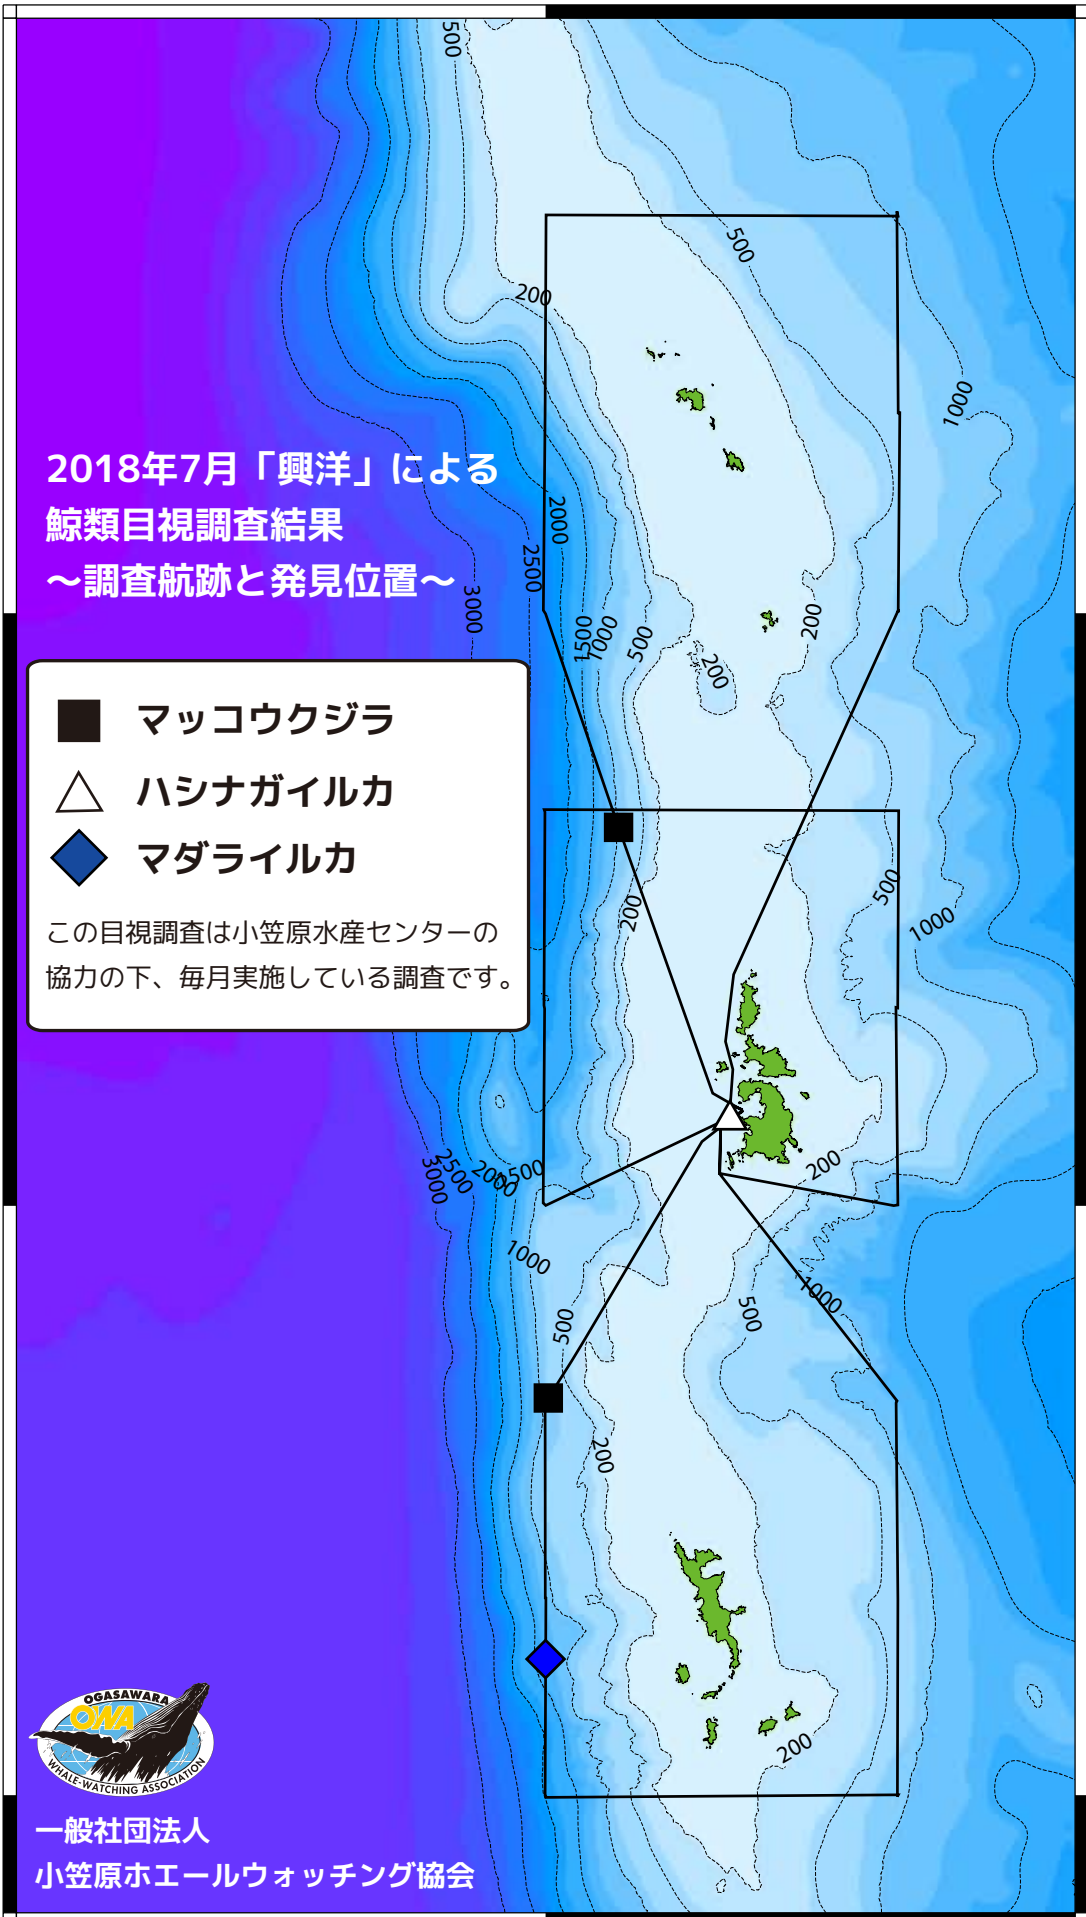 500
500
200
1000
2018年7月「興洋」による
鯨類目視調査結果
～調査航跡と発見位置～
2000
2500
3000
1500
1000
500
200
200
マッコウクジラ
ハシナガイルカ
マダライルカ
この目視調査は小笠原水産センターの
協力の下、毎月実施している調査です。
200
500
1000
3000
2500
2000
1500
200
1000
500
500
1000
200
200
OGASAWARA
OWA
WHALE-WATCHING ASSOCIATION
一般社団法人
小笠原ホエールウォッチング協会